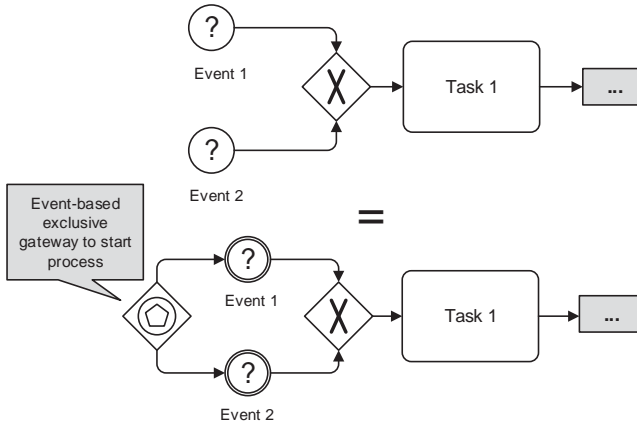 ?
Event 1
X
Task 1
...
?
Event 2
=
Event-based
exclusive
gateway to start
process
?
Event 1
X
Task 1
...
?
Event 2